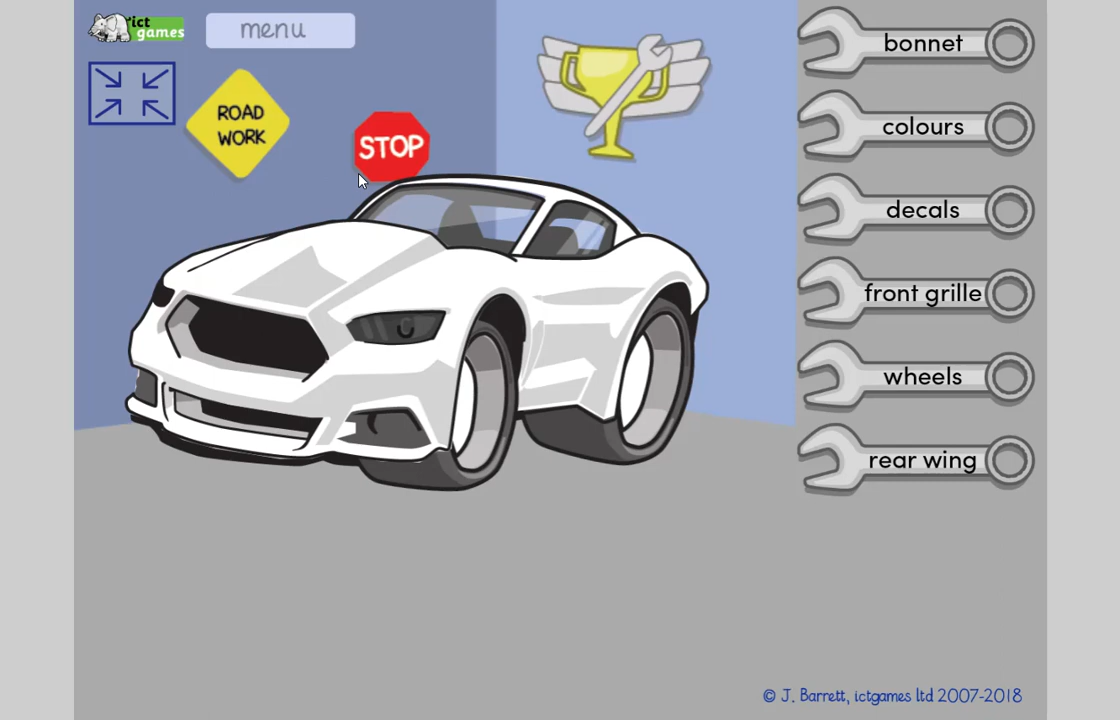 ict
games
menu
ROAD
WORK
STOP
bonnet
colours
decals
front grille
wheels
rear wing
© J. Barrett, ictgames ltd 2007-2018